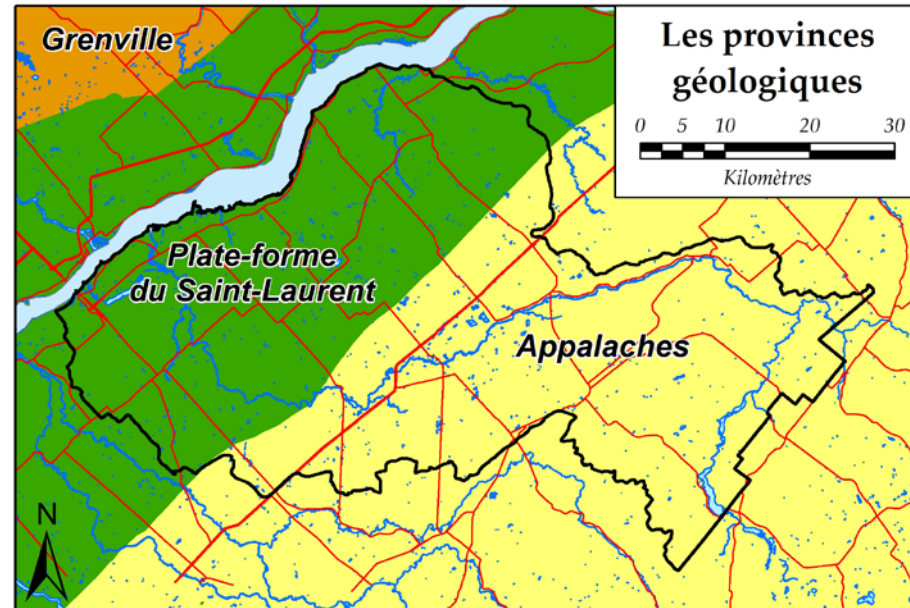 Grenville
Les provinces
géologiques
0 5 10 20 30
Kilomètres
Plate-forme
du Saint-Laurent
Appalaches
N